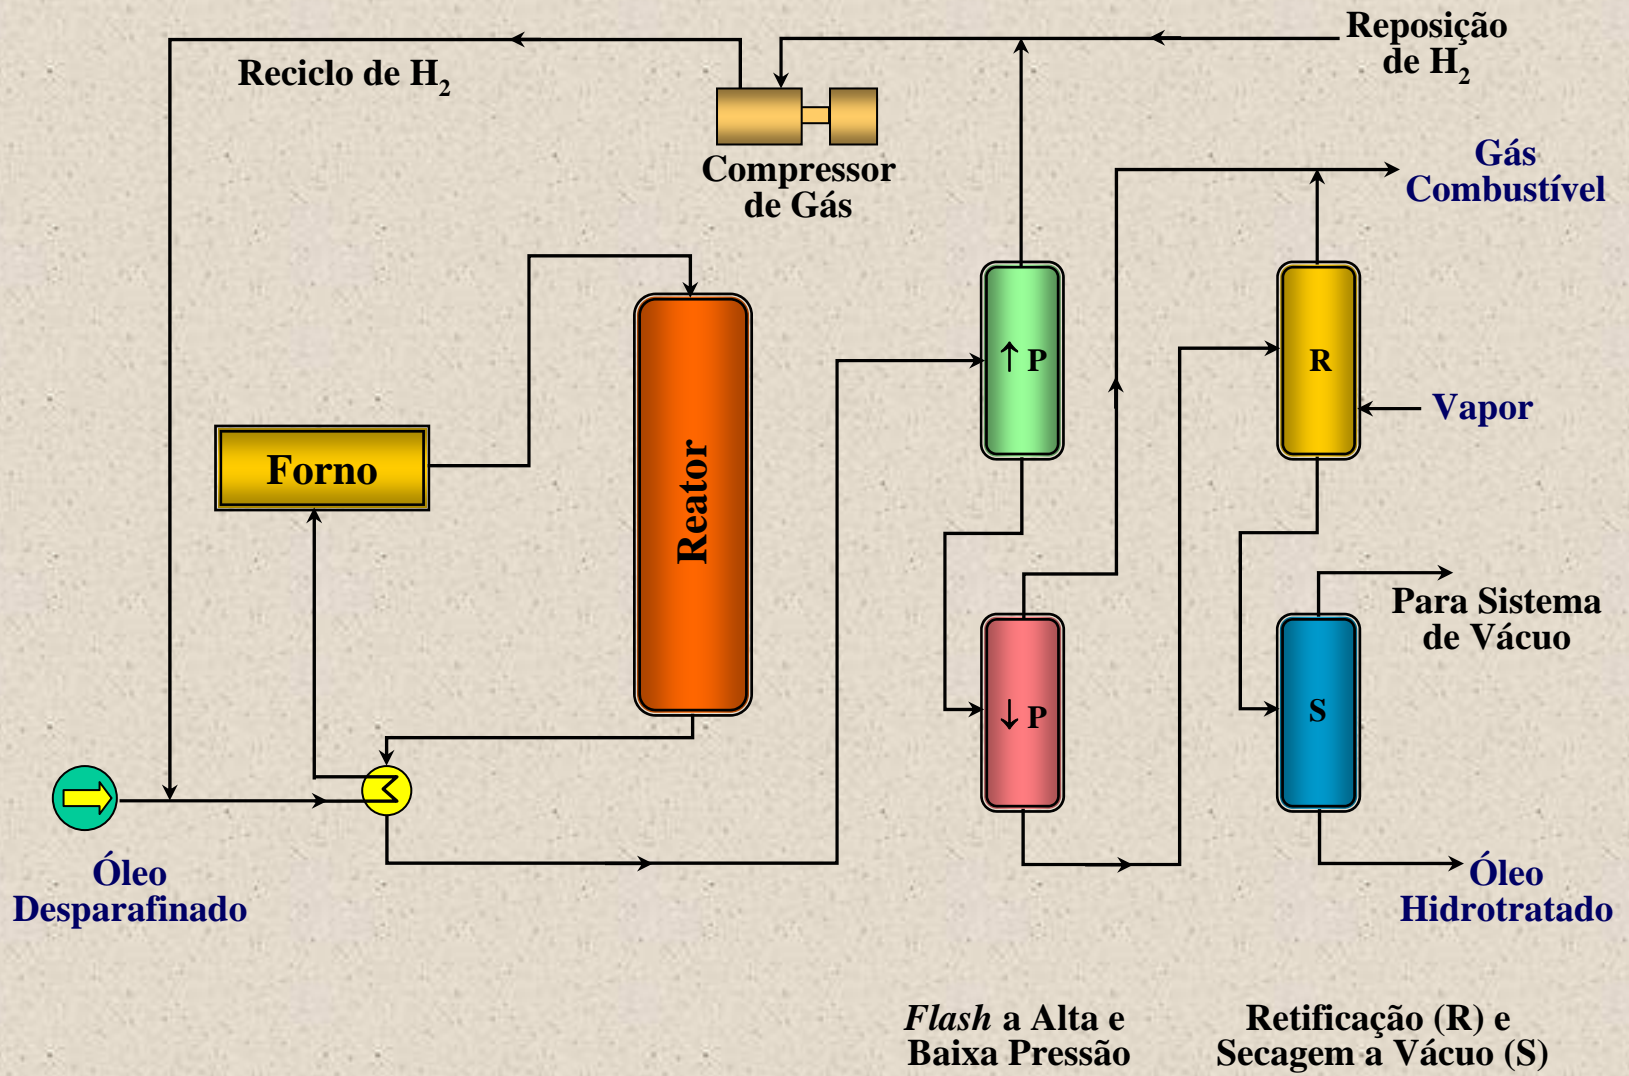 Reposição
de H₂
Reciclo de H₂
Gás
Combustível
Compressor
de Gás
↑ P
R
Vapor
Forno
Reator
Para Sistema
de Vácuo
↓ P
S
Óleo
Desparafinado
Óleo
Hidrotratado
Flash a Alta e
Baixa Pressão
Retificação (R) e
Secagem a Vácuo (S)